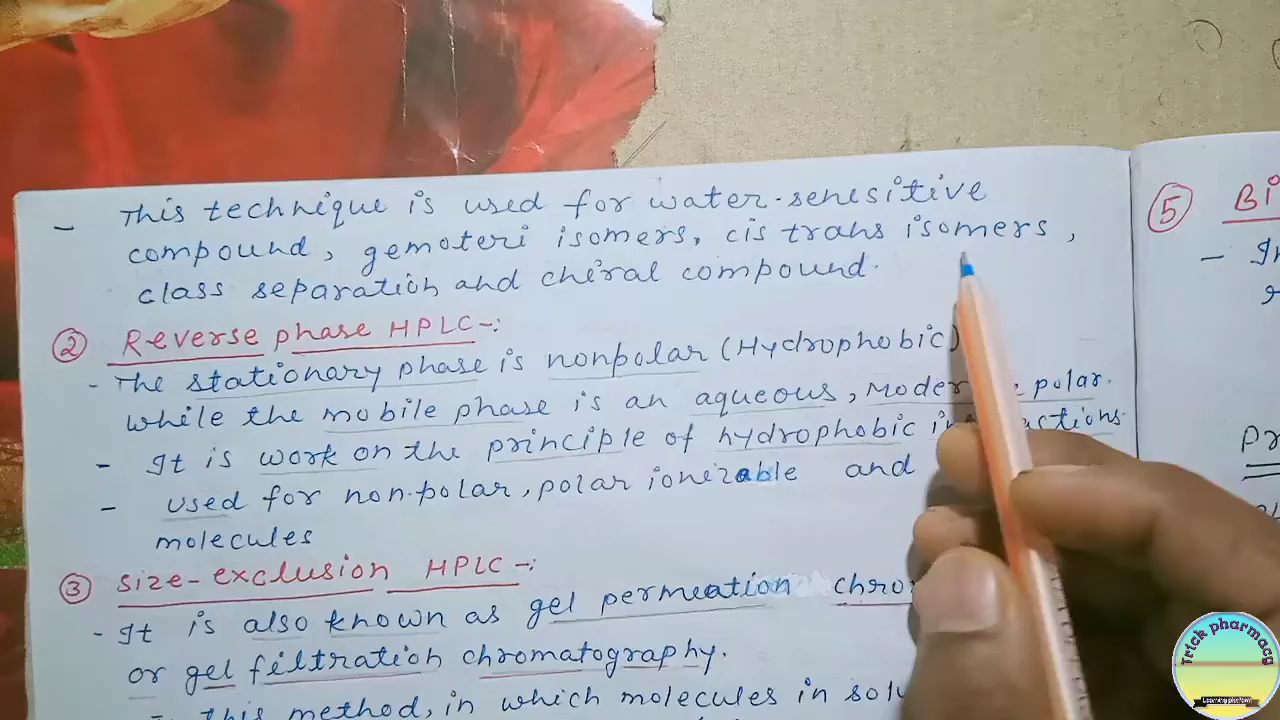 - This technique is used for water-senesitive
compound, gemoteri isomers, cis trans isomers,
class separation and chiral compound.
② Reverse phase HPLC-:
- The stationary phase is nonpolar (Hydrophobic)
while the mobile phase is an aqueous, polar.
- It is work on the principle of hydrophobic
- used for non-polar, polar ionizable and
molecules
③ Size-exclusion HPLC-:
- It is also known as gel permeation
or gel filtration chromatography.
this method, in which molecules in
⑤
Trick pharmacy
Learning platform